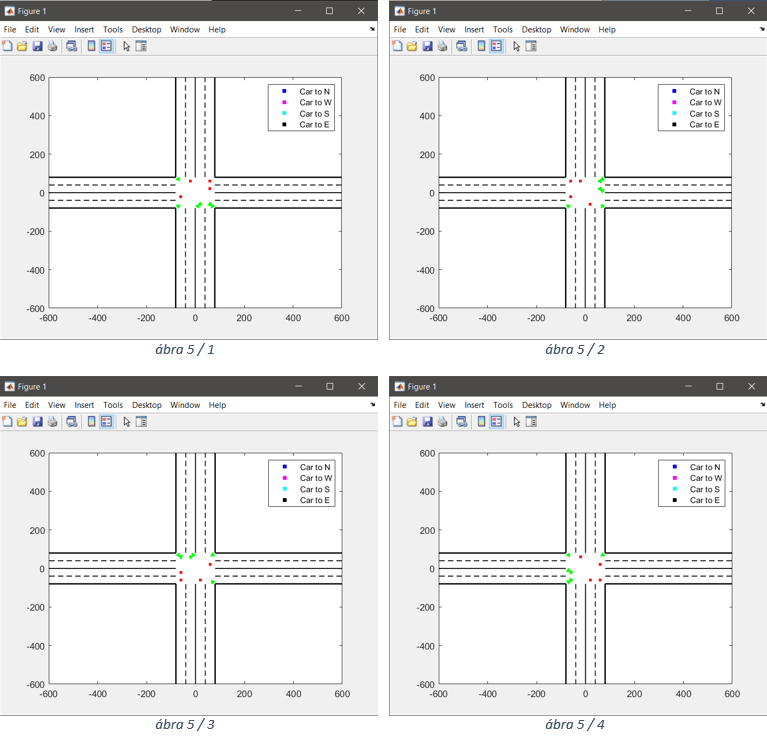 Figure 1
File Edit View Insert Tools Desktop Window Help
600
400
200
0
-200
-400
-600
-600 -400 -200 0 200 400 600
Car to N
Car to W
Car to S
Car to E
ábra 5 / 1
Figure 1
File Edit View Insert Tools Desktop Window Help
600
400
200
0
-200
-400
-600
-600 -400 -200 0 200 400 600
Car to N
Car to W
Car to S
Car to E
ábra 5 / 2
Figure 1
File Edit View Insert Tools Desktop Window Help
600
400
200
0
-200
-400
-600
-600 -400 -200 0 200 400 600
Car to N
Car to W
Car to S
Car to E
ábra 5 / 3
Figure 1
File Edit View Insert Tools Desktop Window Help
600
400
200
0
-200
-400
-600
-600 -400 -200 0 200 400 600
Car to N
Car to W
Car to S
Car to E
ábra 5 / 4